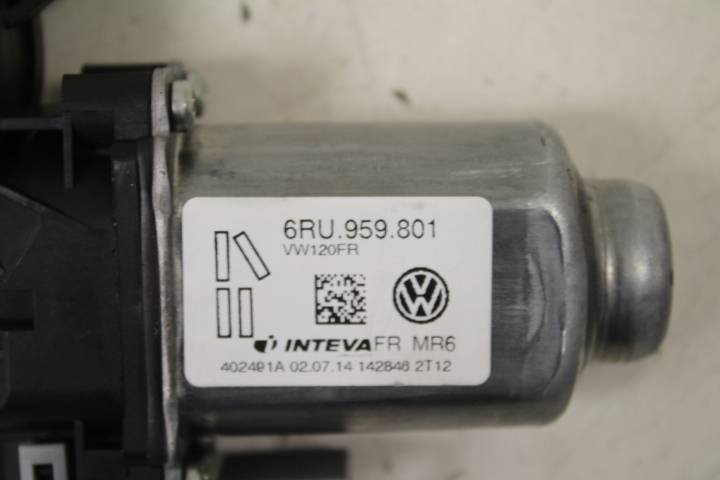 6RU.959.801
VW120FR
INTEVA FR MR6
402491A 02.07.14 142846 2T12